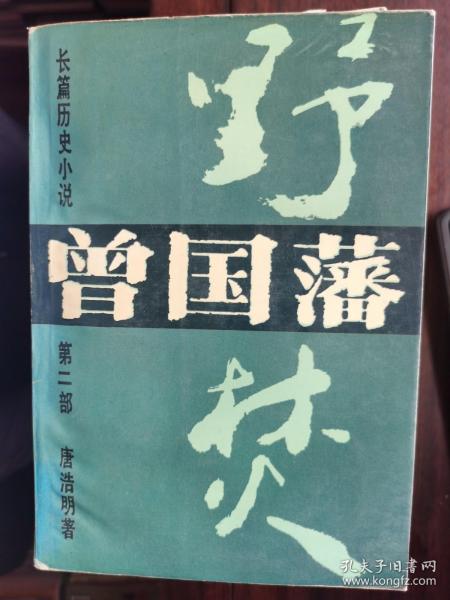 长篇历史小说
野
曾国藩
焚
第二部 唐浩明著
孔夫子旧书网
www.kongfz.com